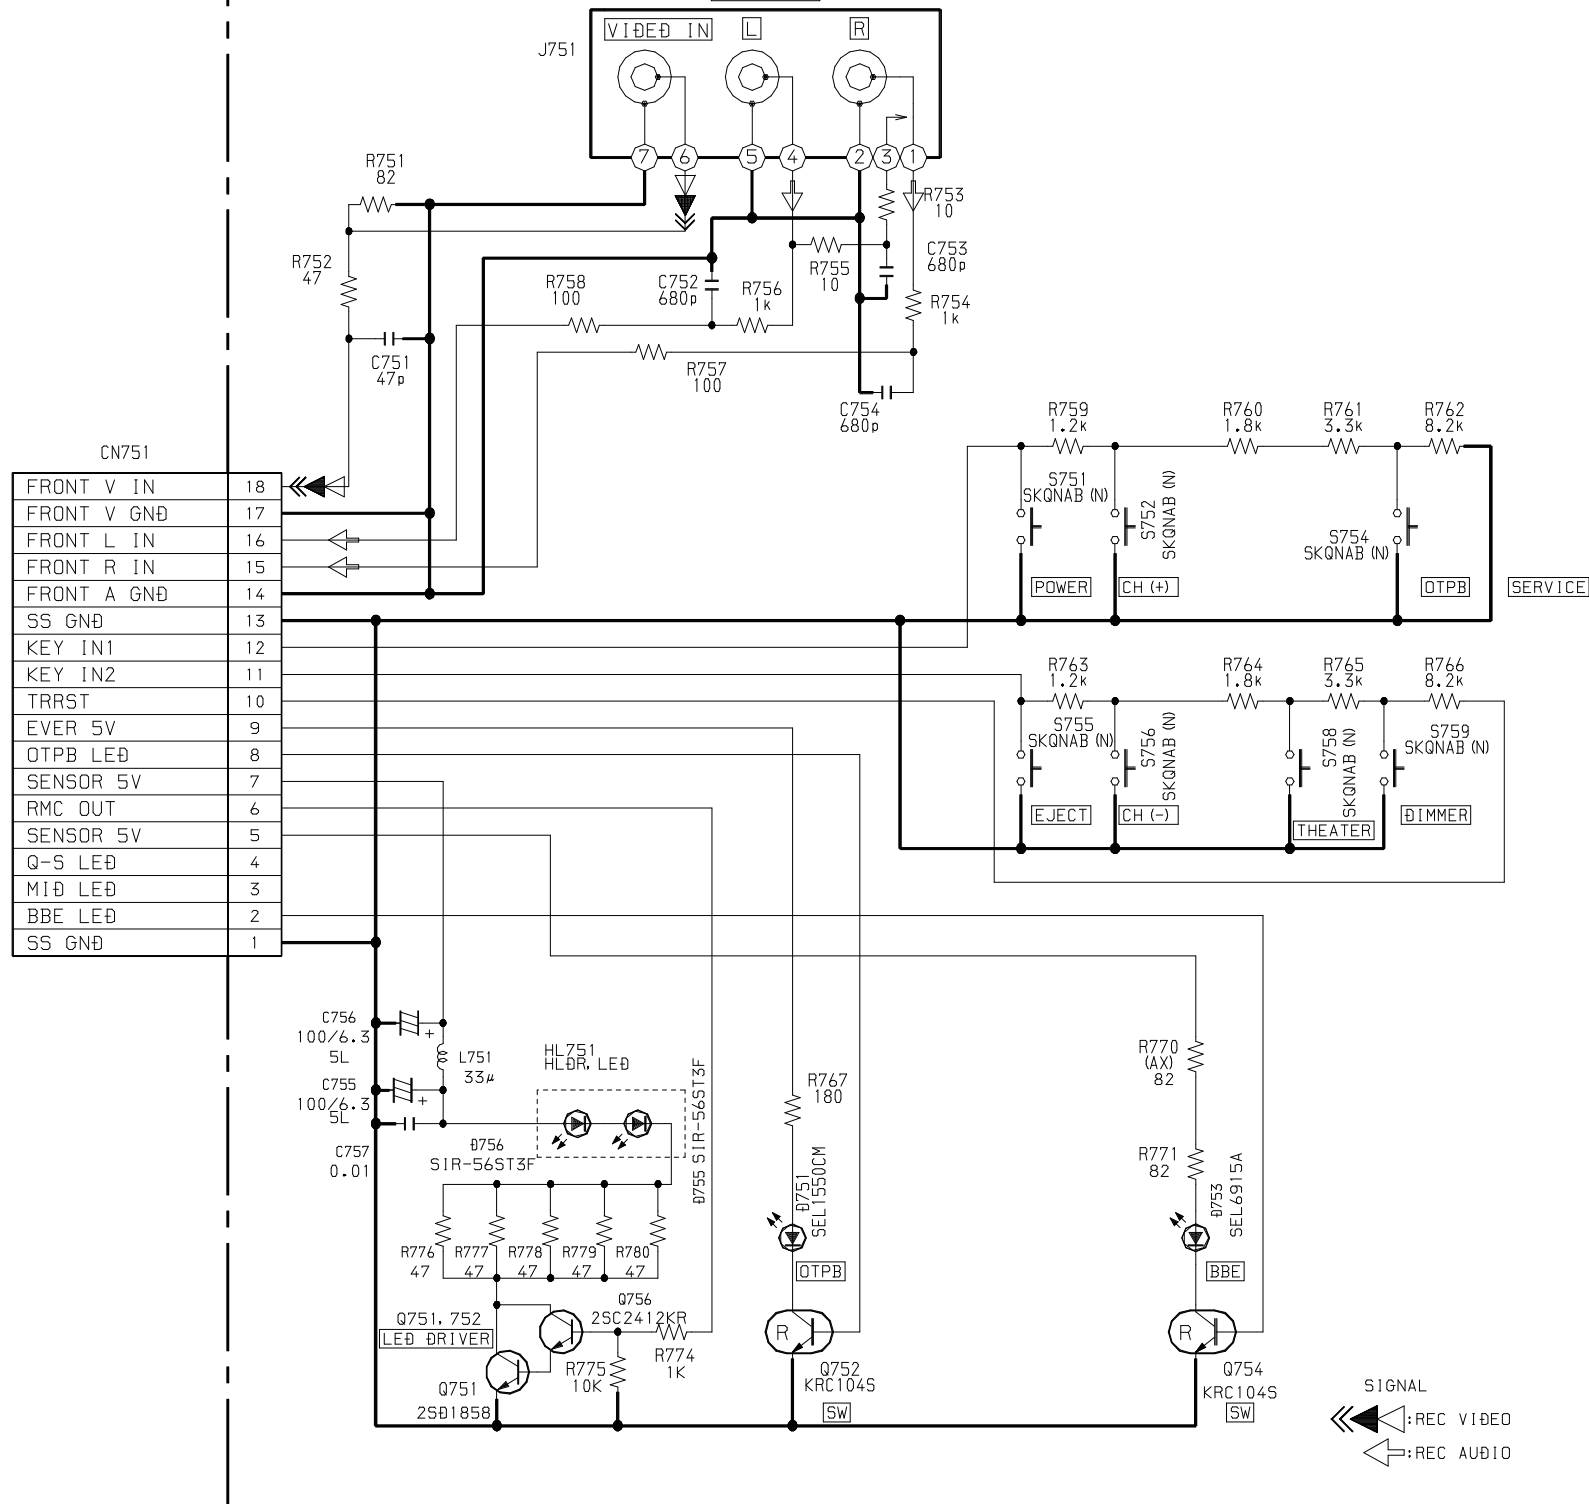 VIDEO IN
L
R
J751
7
6
5
4
2
3
1
R751
82
R753
10
R752
47
R758
100
C752
680p
R756
1k
R755
10
C753
680p
R754
1k
C751
47p
R757
100
C754
680p
R759
1.2k
R760
1.8k
R761
3.3k
R762
8.2k
S751
SKQNAB (N)
S752
SKQNAB (N)
S754
SKQNAB (N)
POWER
CH (+)
OTPB
SERVICE
CN751
FRONT V IN 18
FRONT V GND 17
FRONT L IN 16
FRONT R IN 15
FRONT A GND 14
SS GND 13
KEY IN1 12
KEY IN2 11
TRRST 10
EVER 5V 9
OTPB LED 8
SENSOR 5V 7
RMC OUT 6
SENSOR 5V 5
Q-S LED 4
MID LED 3
BBE LED 2
SS GND 1
R763
1.2k
R764
1.8k
R765
3.3k
R766
8.2k
S755
SKQNAB (N)
S756
SKQNAB (N)
S758
SKQNAB (N)
S759
SKQNAB (N)
EJECT
CH (-)
THEATER
DIMMER
C756
100/6.3
5L
+
L751
33µ
C755
100/6.3
5L
+
C757
0.01
HL751
HLDR, LED
D756
SIR-56ST3F
D755 SIR-56ST3F
R767
180
D751
SEL1550CM
OTPB
R770
(AX)
82
R771
82
D753
SEL6915A
BBE
R776
47
R777
47
R778
47
R779
47
R780
47
Q751, 752
LED DRIVER
Q756
2SC2412KR
R775
10K
R774
1K
Q751
2SD1858
R
Q752
KRC104S
SW
R
Q754
KRC104S
SW
SIGNAL
:REC VIDEO
:REC AUDIO